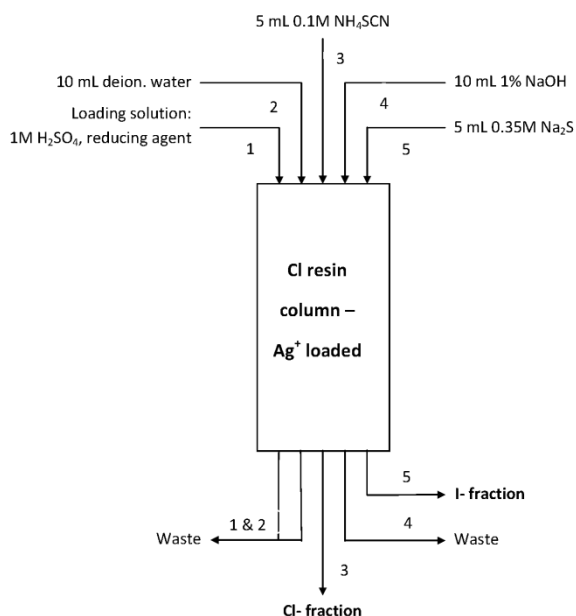 5 mL 0.1M NH₄SCN
3
10 mL deion. water
10 mL 1% NaOH
2
4
Loading solution:
1M H₂SO₄, reducing agent
5 mL 0.35M Na₂S
1
5
Cl resin
column –
Ag⁺ loaded
5
I- fraction
1 & 2
4
Waste
Waste
3
Cl- fraction